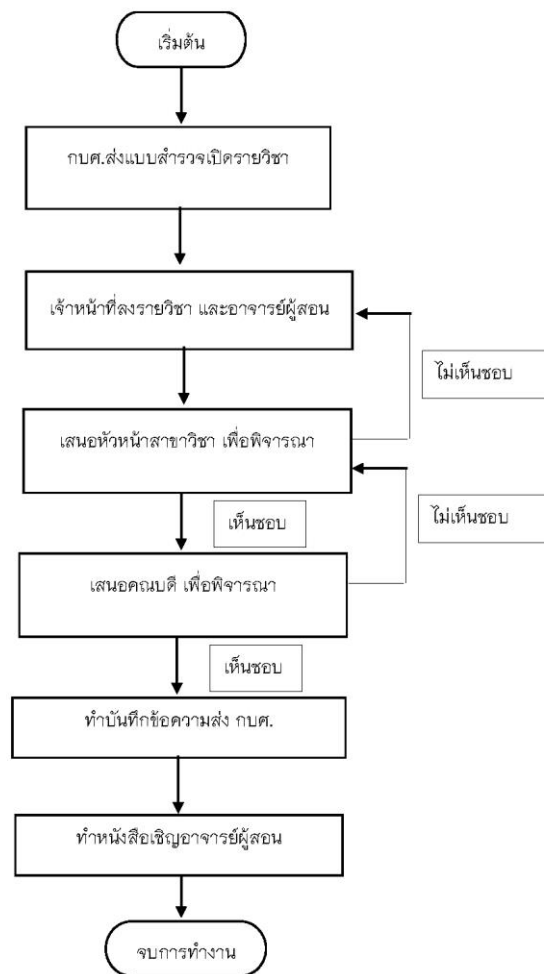 เริ่มต้น
กบศ.ส่งแบบสำรวจเปิดรายวิชา
เจ้าหน้าที่ลงรายวิชา และอาจารย์ผู้สอน
ไม่เห็นชอบ
เสนอหัวหน้าสาขาวิชา เพื่อพิจารณา
เห็นชอบ
ไม่เห็นชอบ
เสนอคณบดี เพื่อพิจารณา
เห็นชอบ
ทำบันทึกข้อความส่ง กบศ.
ทำหนังสือเชิญอาจารย์ผู้สอน
จบการทำงาน